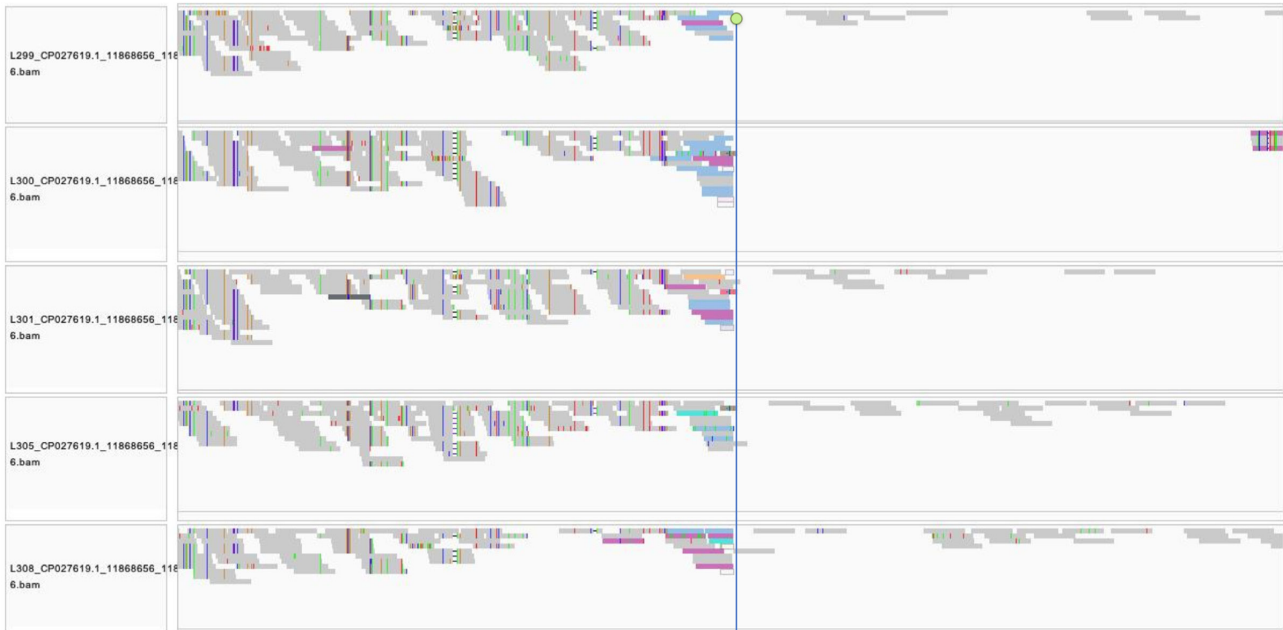 L299_CP027619.1_11868656_118
6.bam
L300_CP027619.1_11868656_118
6.bam
L301_CP027619.1_11868656_118
6.bam
L305_CP027619.1_11868656_118
6.bam
L308_CP027619.1_11868656_118
6.bam